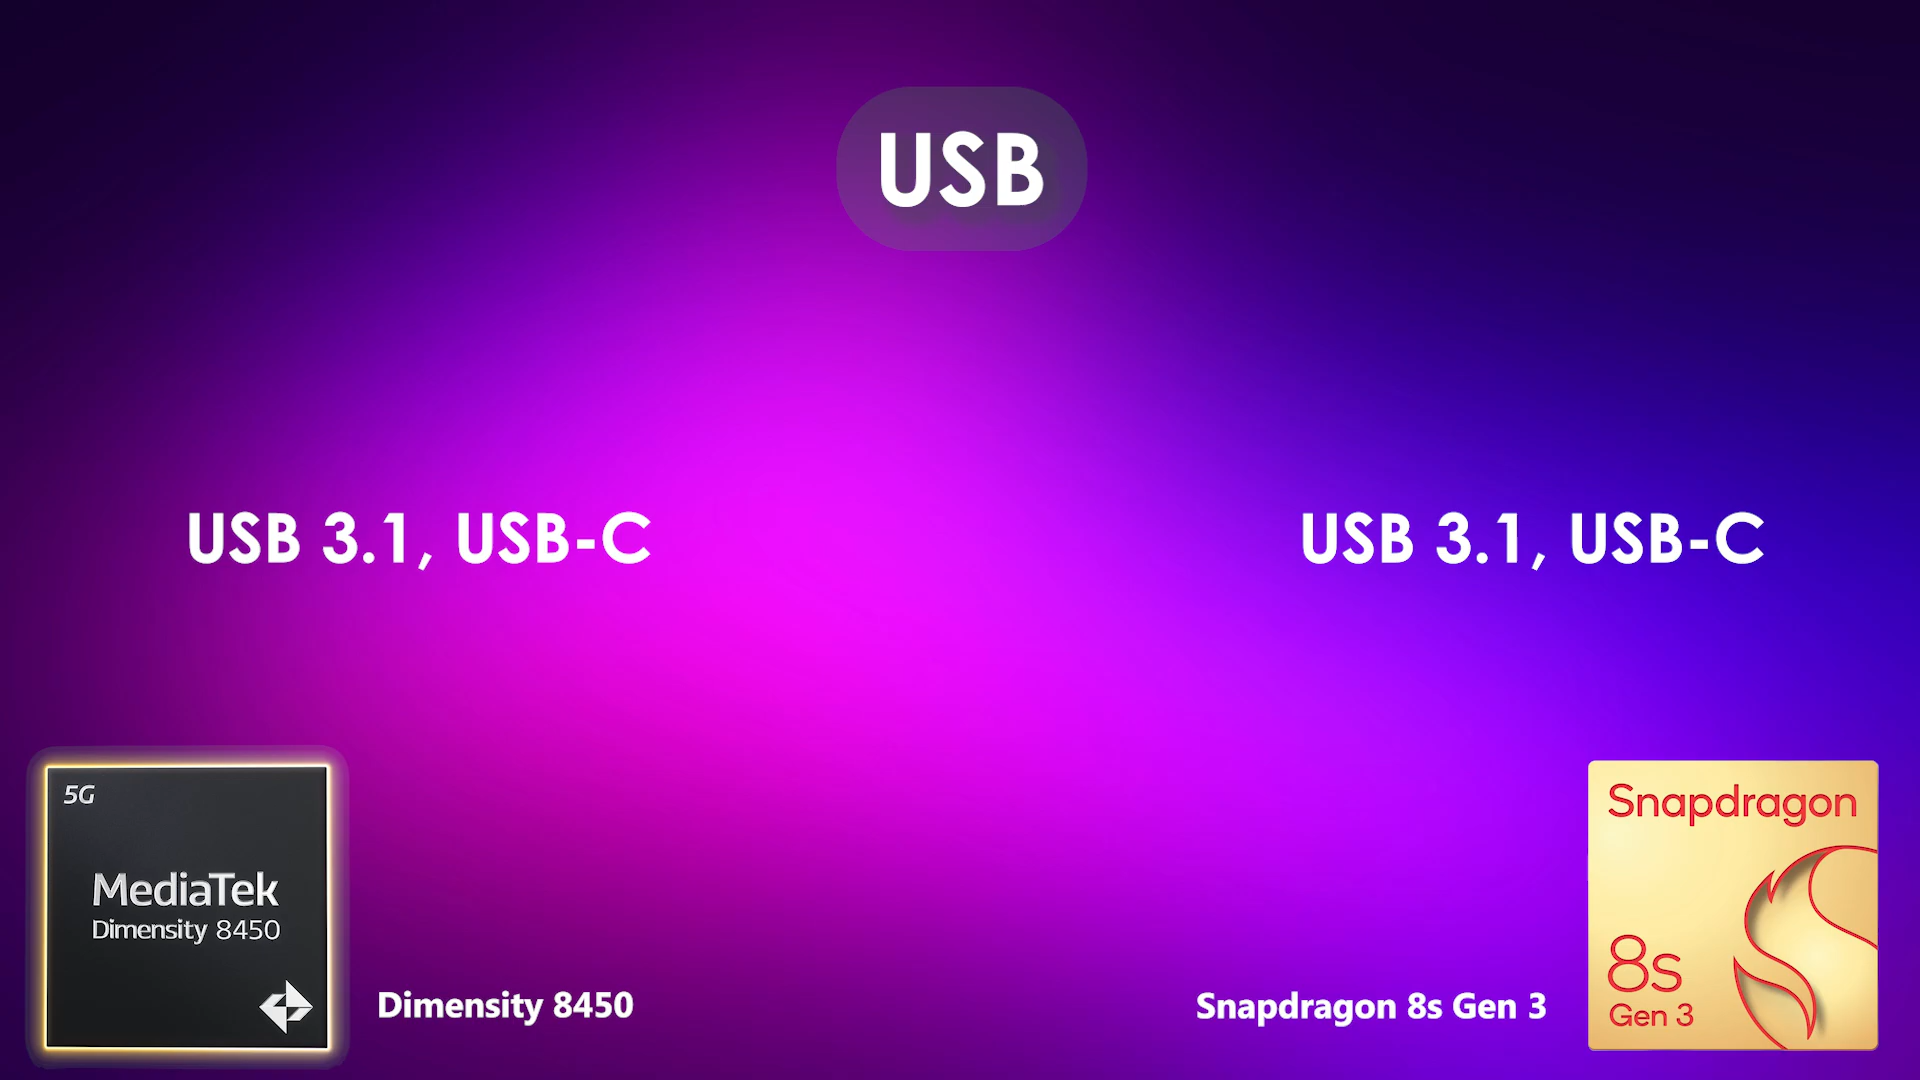 USB
USB 3.1, USB-C
USB 3.1, USB-C
5G
MediaTek
Dimensity 8450
Dimensity 8450
Snapdragon 8s Gen 3
Snapdragon
8s
Gen 3